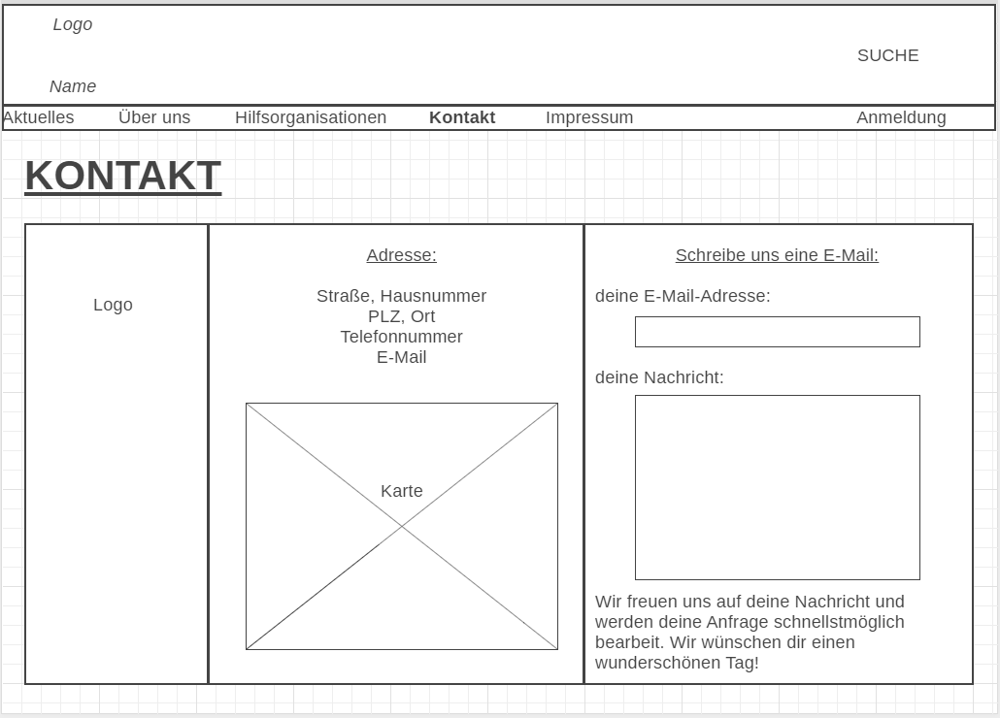 Logo
SUCHE
Name
Aktuelles Über uns Hilfsorganisationen Kontakt Impressum Anmeldung
KONTAKT
Logo
Adresse:
Straße, Hausnummer
PLZ, Ort
Telefonnummer
E-Mail
Karte
Schreibe uns eine E-Mail:
deine E-Mail-Adresse:
deine Nachricht:
Wir freuen uns auf deine Nachricht und
werden deine Anfrage schnellstmöglich
bearbeit. Wir wünschen dir einen
wunderschönen Tag!